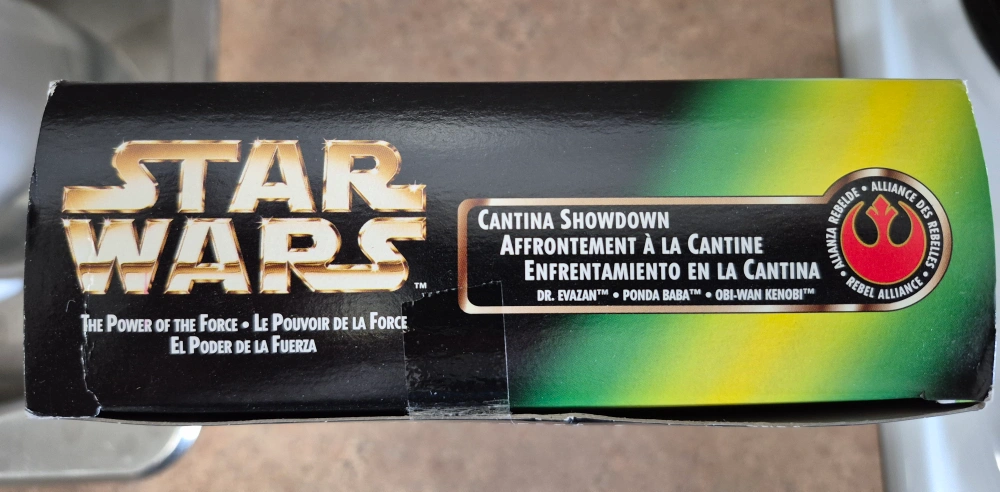 STAR
WARS™
THE POWER OF THE FORCE • LE POUVOIR DE LA FORCE
EL PODER DE LA FUERZA
CANTINA SHOWDOWN
AFFRONTEMENT À LA CANTINE
ENFRENTAMIENTO EN LA CANTINA
DR. EVAZAN™ • PONDA BABA™ • OBI-WAN KENOBI™
• ALIANZA REBELDE • ALLIANCE DES REBELLES • REBEL ALLIANCE